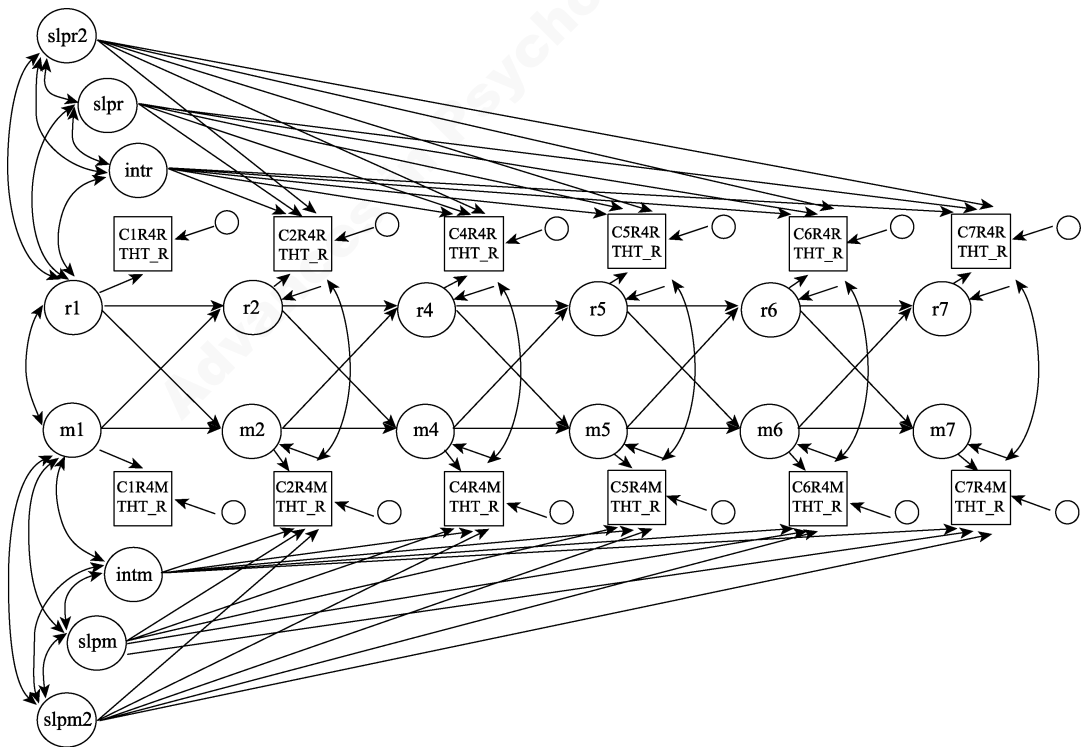 slpr2
slpr
intr
C1R4R
THT_R
C2R4R
THT_R
C4R4R
THT_R
C5R4R
THT_R
C6R4R
THT_R
C7R4R
THT_R
r1
r2
r4
r5
r6
r7
m1
m2
m4
m5
m6
m7
C1R4M
THT_R
C2R4M
THT_R
C4R4M
THT_R
C5R4M
THT_R
C6R4M
THT_R
C7R4M
THT_R
intm
slpm
slpm2